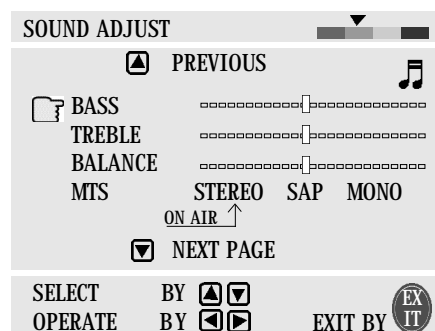 SOUND ADJUST
PREVIOUS
BASS
TREBLE
BALANCE
MTS STEREO SAP MONO
ON AIR
NEXT PAGE
SELECT BY
OPERATE BY EXIT BY EXIT